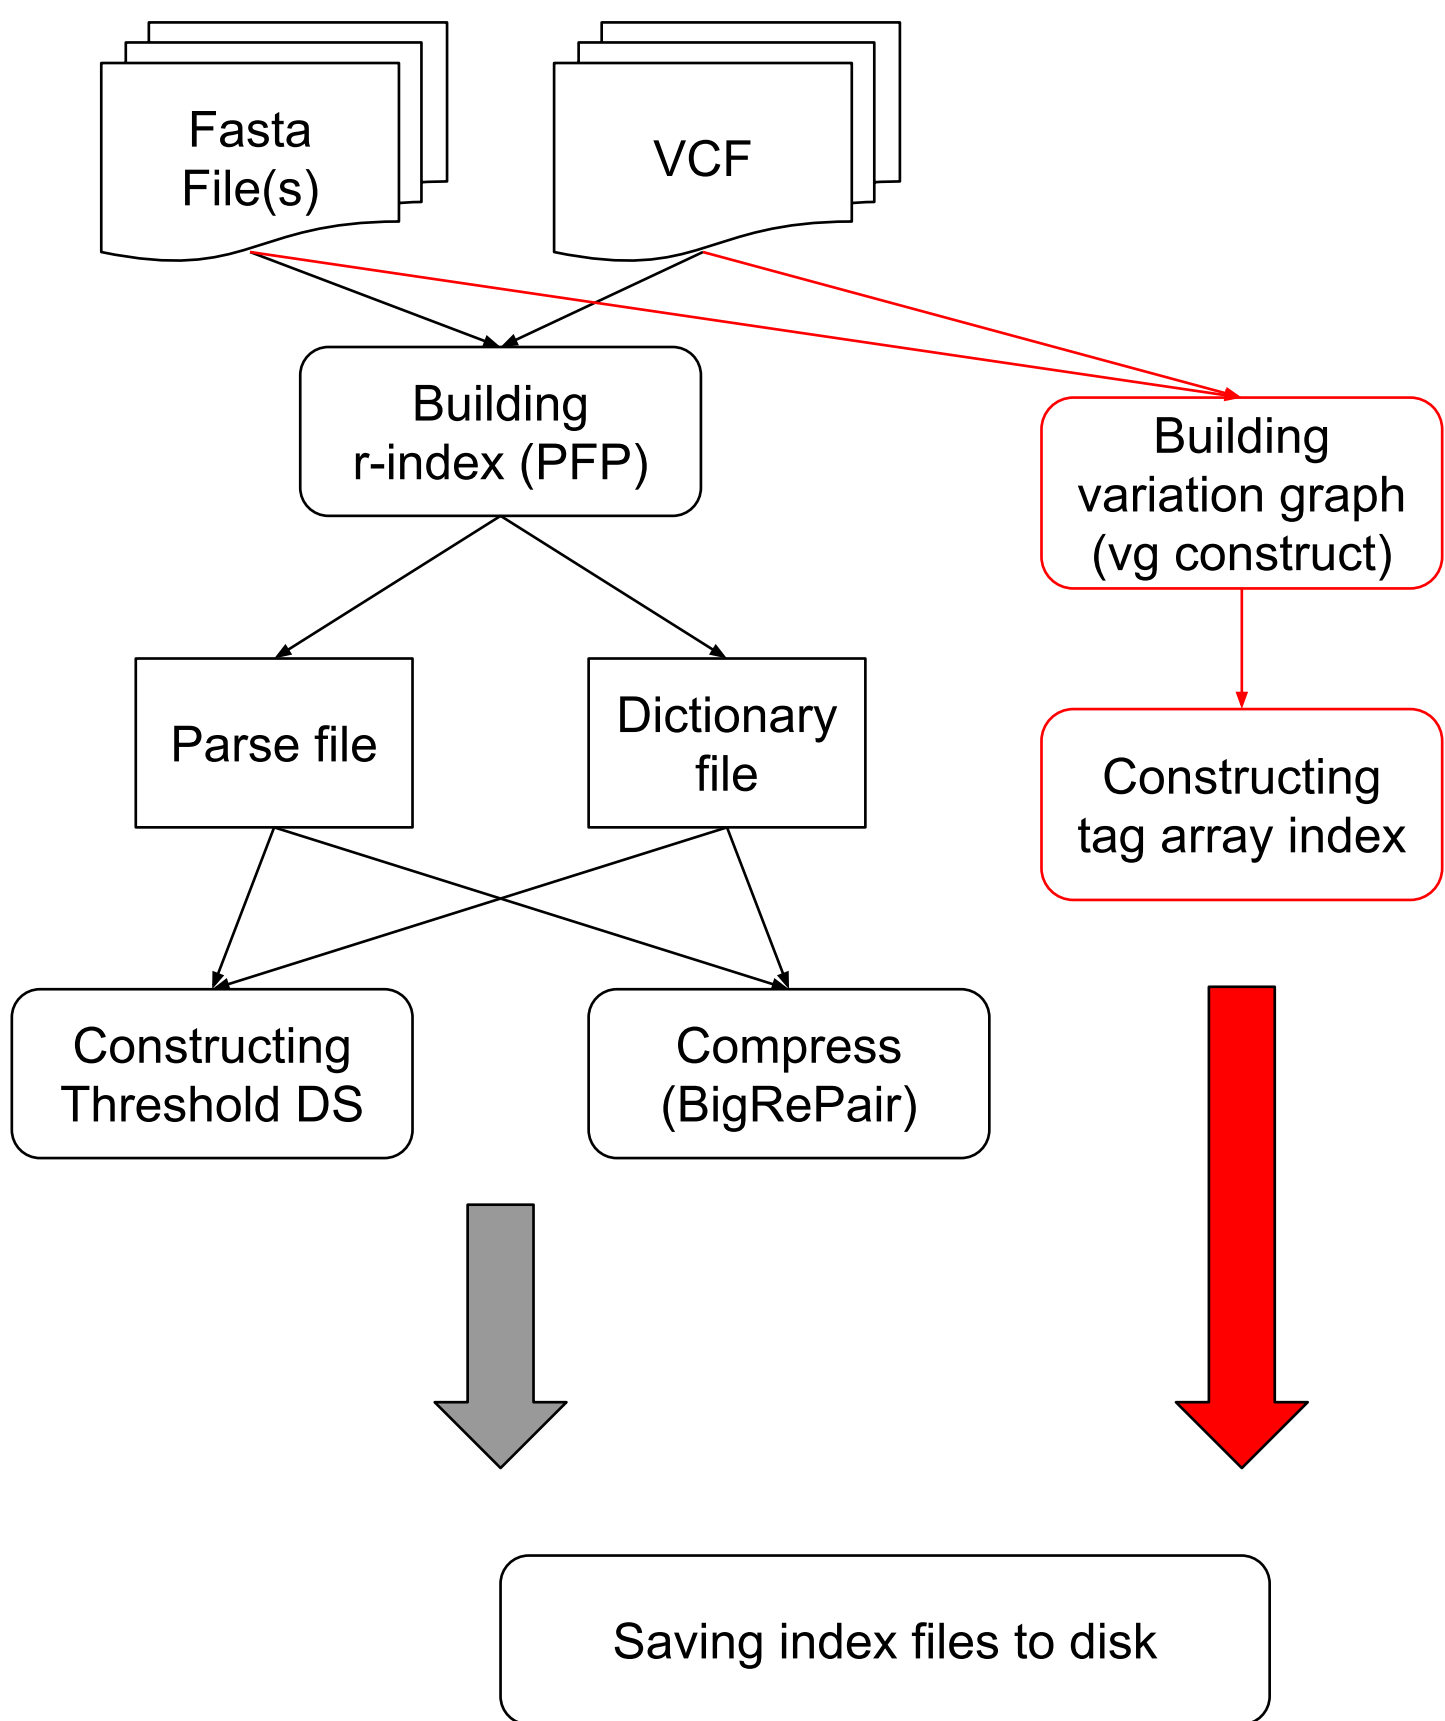 Fasta
File(s)
VCF
Building
r-index (PFP)
Building
variation graph
(vg construct)
Parse file
Dictionary
file
Constructing
tag array index
Constructing
Threshold DS
Compress
(BigRePair)
Saving index files to disk